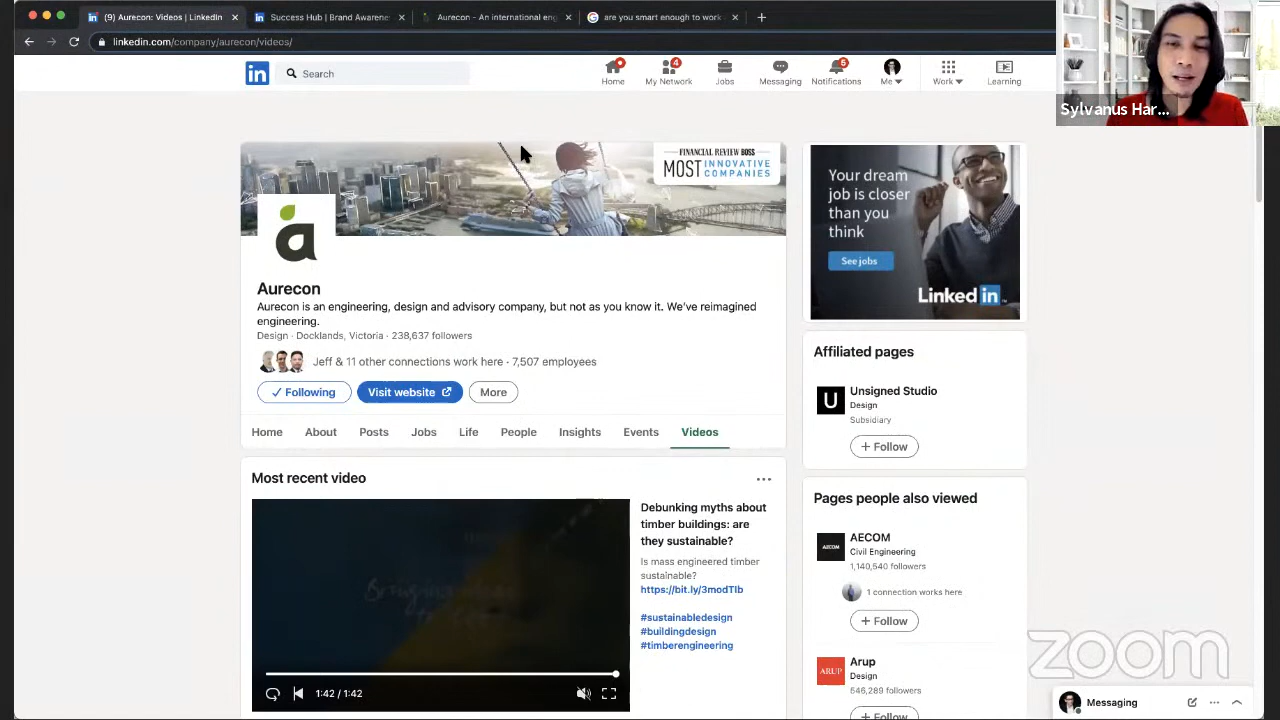 (9) Aurecon: Videos | LinkedIn
Success Hub | Brand Awarene
Aurecon - An international eng
are you smart enough to work
linkedin.com/company/aurecon/videos/
Sylvanus Har...
in
Search
Home
4
My Network
Jobs
Messaging
5
Notifications
Me
Work
Learning
FINANCIAL REVIEW BOSS
MOST INNOVATIVE COMPANIES
a
Aurecon
Aurecon is an engineering, design and advisory company, but not as you know it. We've reimagined
engineering.
Design · Docklands, Victoria · 238,637 followers
Jeff & 11 other connections work here · 7,507 employees
Following
Visit website
More
Home
About
Posts
Jobs
Life
People
Insights
Events
Videos
Most recent video
1:42 / 1:42
Debunking myths about
timber buildings: are
they sustainable?
Is mass engineered timber
sustainable?
https://bit.ly/3modTIb
#sustainabledesign
#buildingdesign
#timberengineering
Your dream
job is closer
than you
think
See jobs
Linked in
Affiliated pages
U
Unsigned Studio
Design
Subsidiary
+ Follow
Pages people also viewed
AECOM
AECOM
Civil Engineering
1,140,540 followers
1 connection works here
+ Follow
ARUP
Arup
Design
546,289 followers
+ Follow
zoom
Messaging